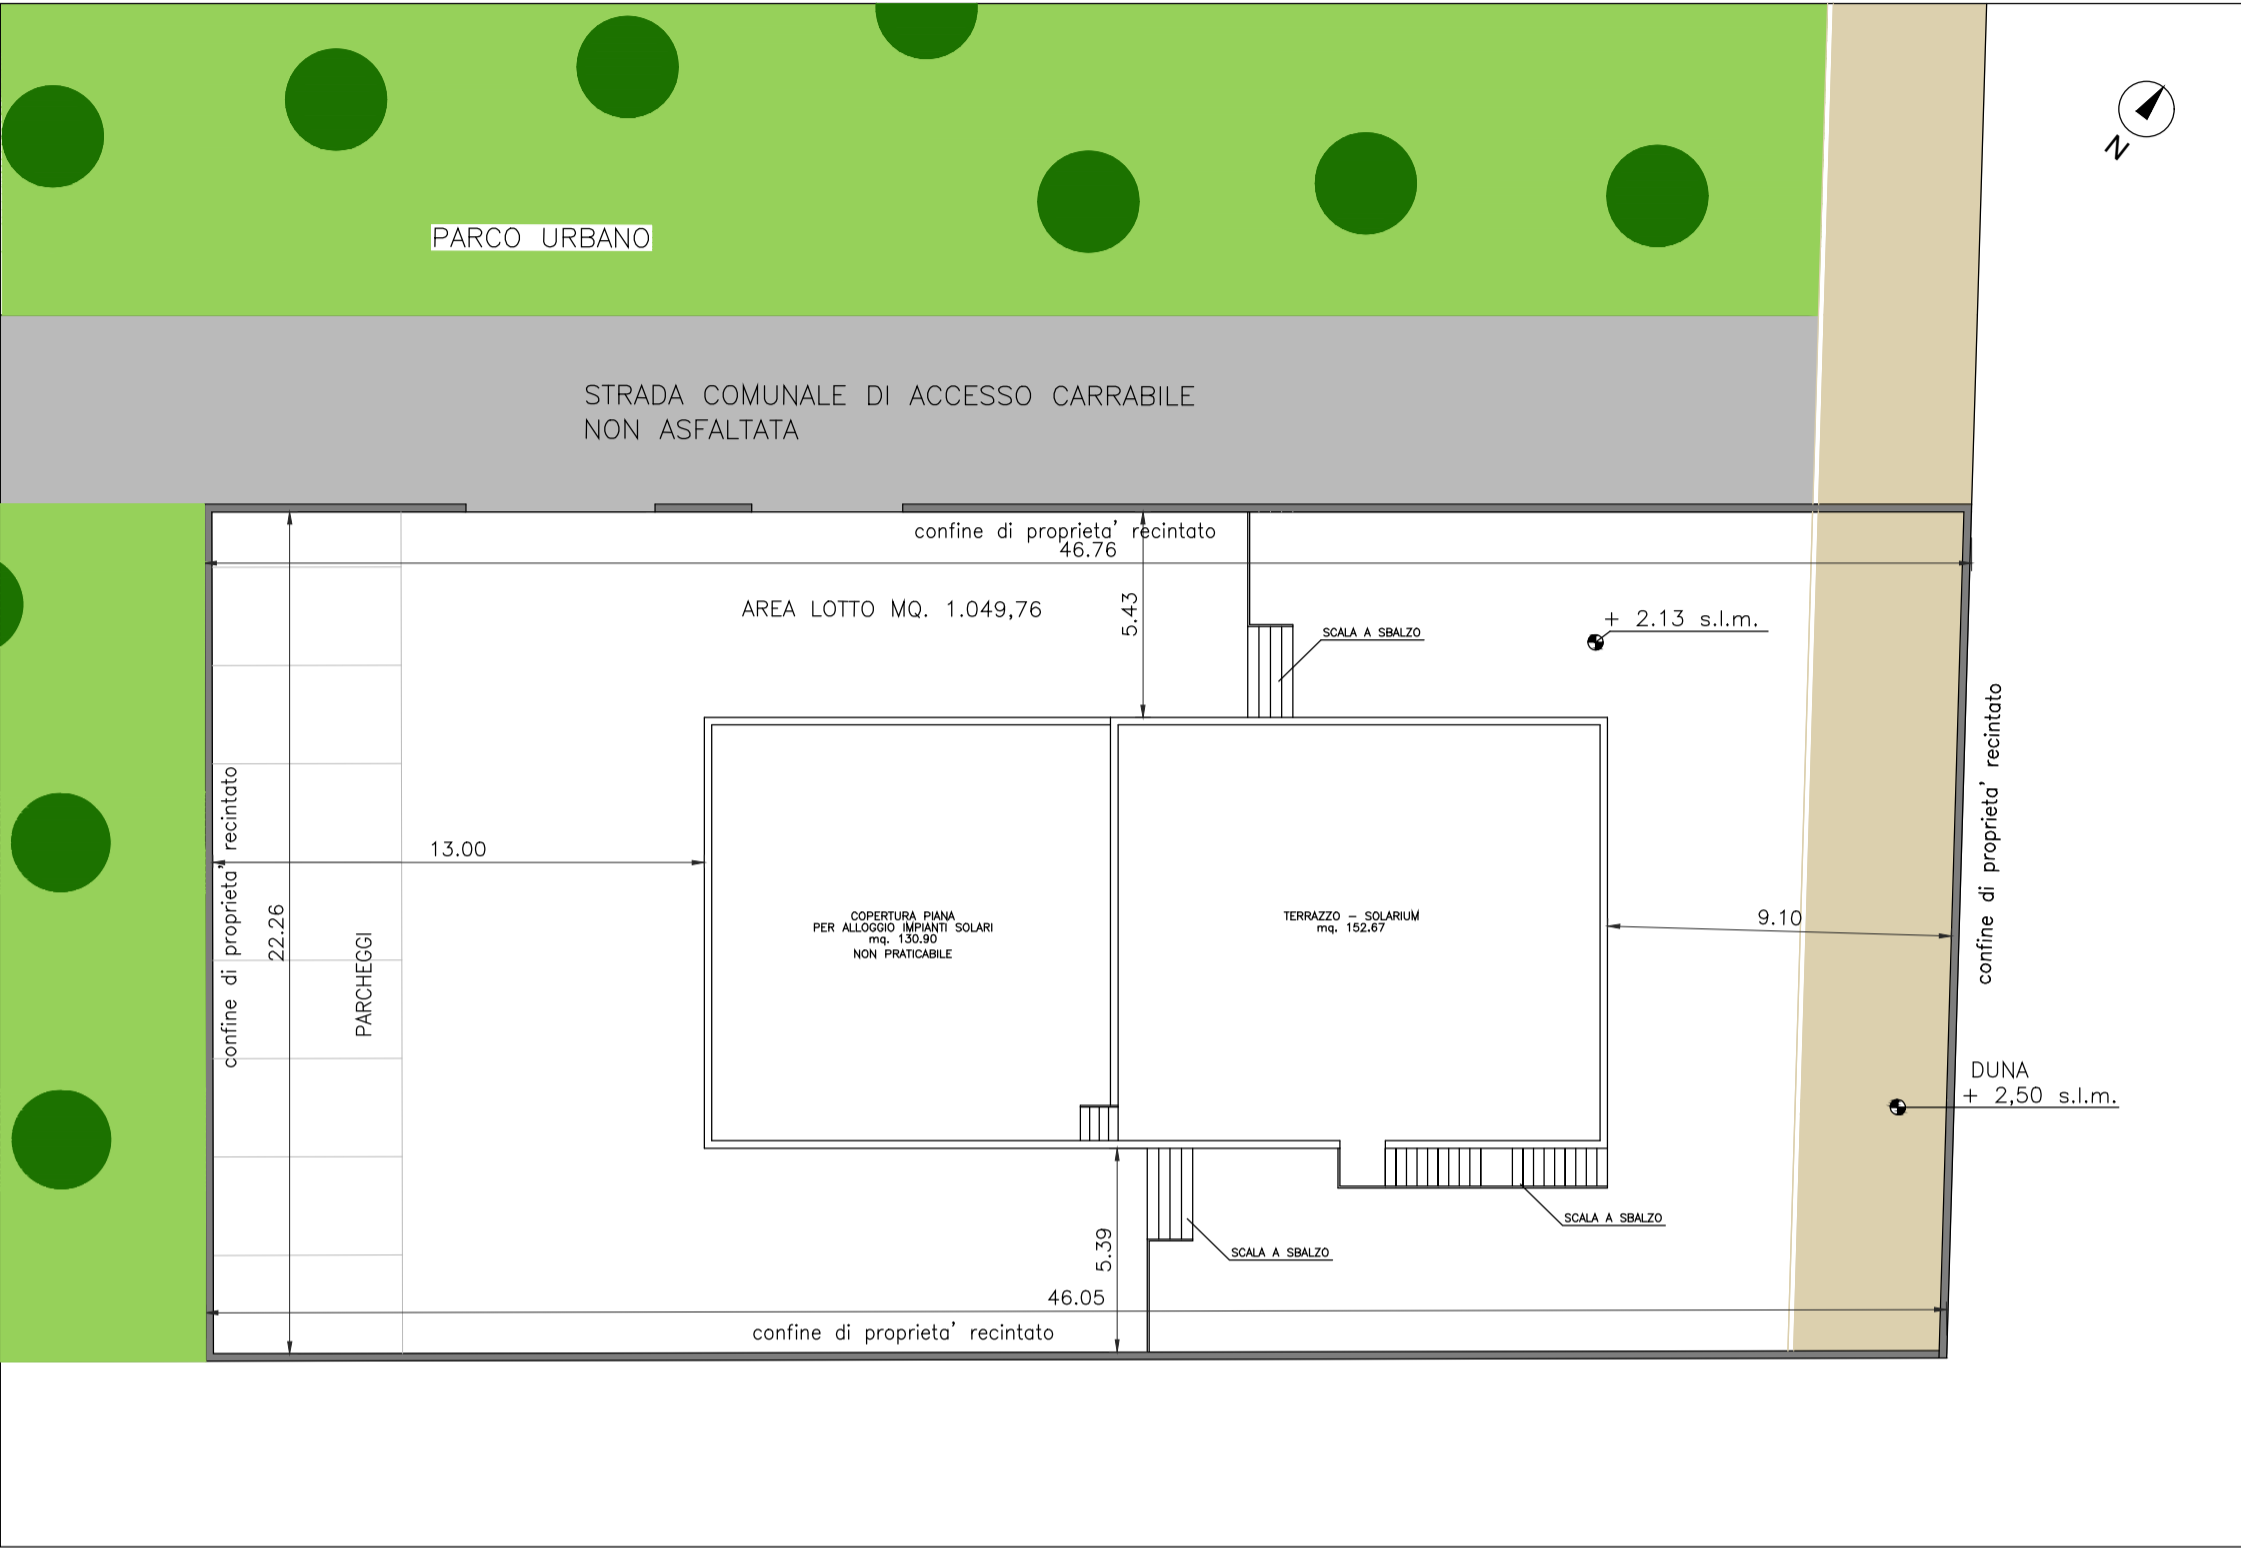 N
PARCO URBANO
STRADA COMUNALE DI ACCESSO CARRABILE
NON ASFALTATA
confine di proprieta' recintato
46.76
AREA LOTTO MQ. 1.049,76
5.43
SCALA A SBALZO
+ 2.13 s.l.m.
confine di proprieta' recintato
22.26
PARCHEGGI
13.00
COPERTURA PIANA
PER ALLOGGIO IMPIANTI SOLARI
mq. 130.90
NON PRATICABILE
TERRAZZO - SOLARIUM
mq. 152.67
9.10
confine di proprieta' recintato
DUNA
+ 2,50 s.l.m.
SCALA A SBALZO
SCALA A SBALZO
5.39
46.05
confine di proprieta' recintato